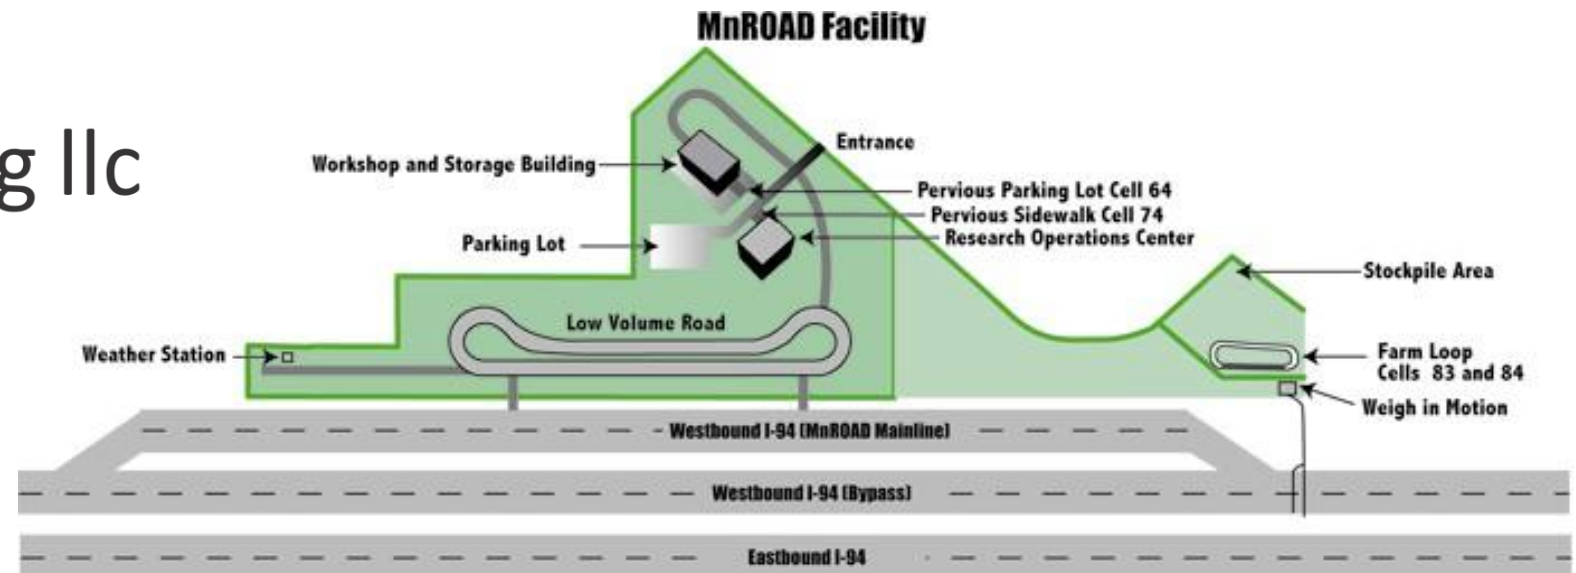 MnROAD Facility
g llc
Entrance
Workshop and Storage Building
Pervious Parking Lot Cell 64
Pervious Sidewalk Cell 74
Parking Lot
Research Operations Center
Stockpile Area
Low Volume Road
Weather Station
Farm Loop
Cells 83 and 84
Weigh in Motion
Westbound I-94 (MnROAD Mainline)
Westbound I-94 (Bypass)
Eastbound I-94